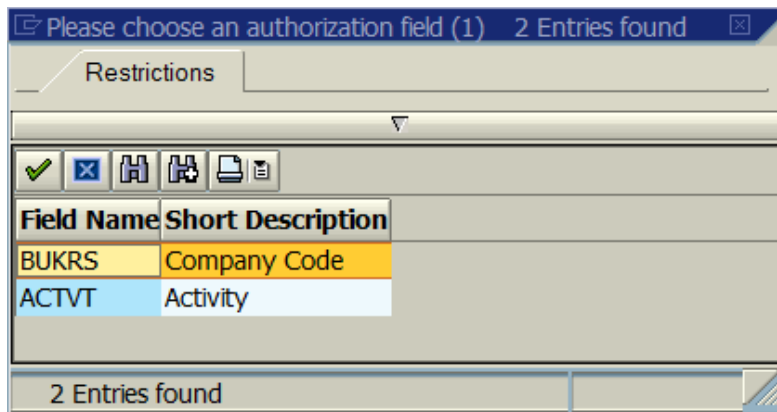 Please choose an authorization field (1) 2 Entries found
Restrictions
Field Name Short Description
BUKRS Company Code
ACTVT Activity
2 Entries found